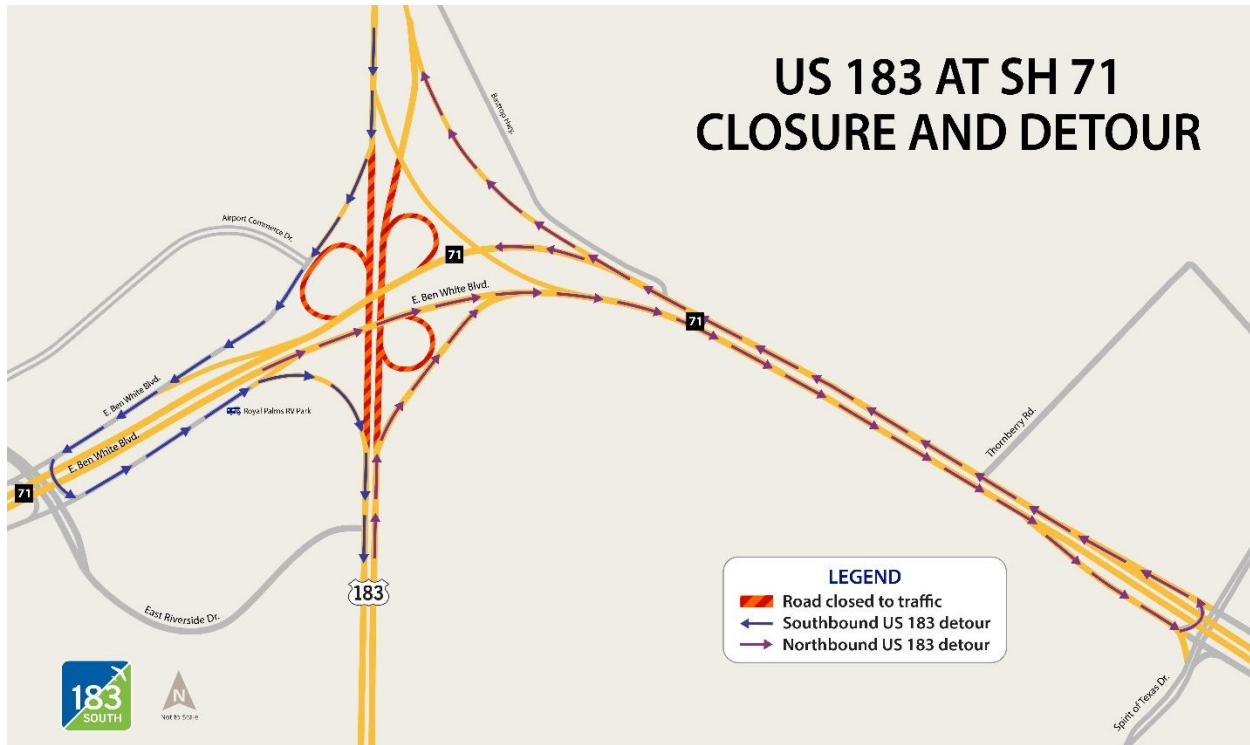 US 183 AT SH 71
CLOSURE AND DETOUR
Bastrop Hwy.
Airport Commerce Dr.
71
E. Ben White Blvd.
71
E. Ben White Blvd.
Royal Palms RV Park
E. Ben White Blvd.
71
Thornberry Rd.
183
East Riverside Dr.
LEGEND
Road closed to traffic
Southbound US 183 detour
Northbound US 183 detour
Spirit of Texas Dr.
183
SOUTH
N
Not to Scale